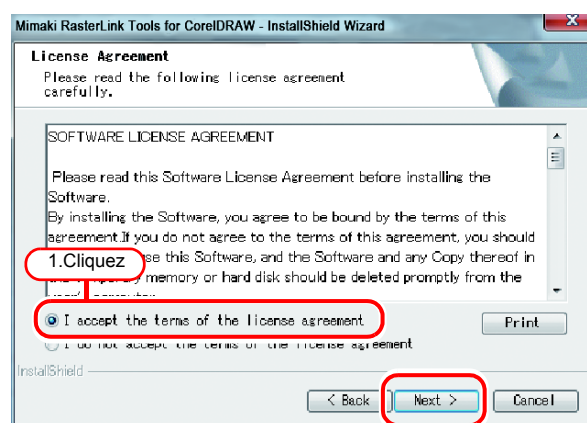 Mimaki RasterLink Tools for CorelDRAW - InstallShield Wizard
License Agreement
Please read the following license agreement
carefully.
SOFTWARE LICENSE AGREEMENT
Please read this Software License Agreement before installing the
Software.
By installing the Software, you agree to be bound by the terms of this
agreement.If you do not agree to the terms of this agreement, you should
1.Cliquez
se this Software, and the Software and any Copy thereof in
memory or hard disk should be deleted promptly from the
I accept the terms of the license agreement
Print
I do not accept the terms of the license agreement
InstallShield
< Back
Next >
Cancel